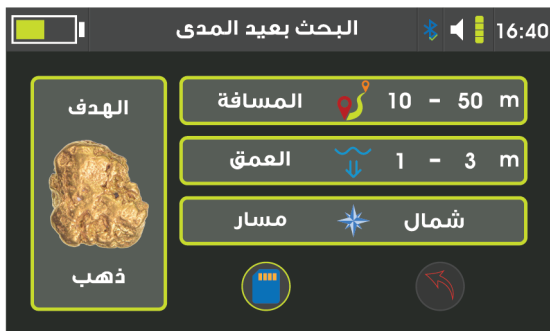 البحث بعيد المدى
16:40
الهدف
ذهب
المسافة 10 - 50 m
العمق 1 - 3 m
مسار شمال